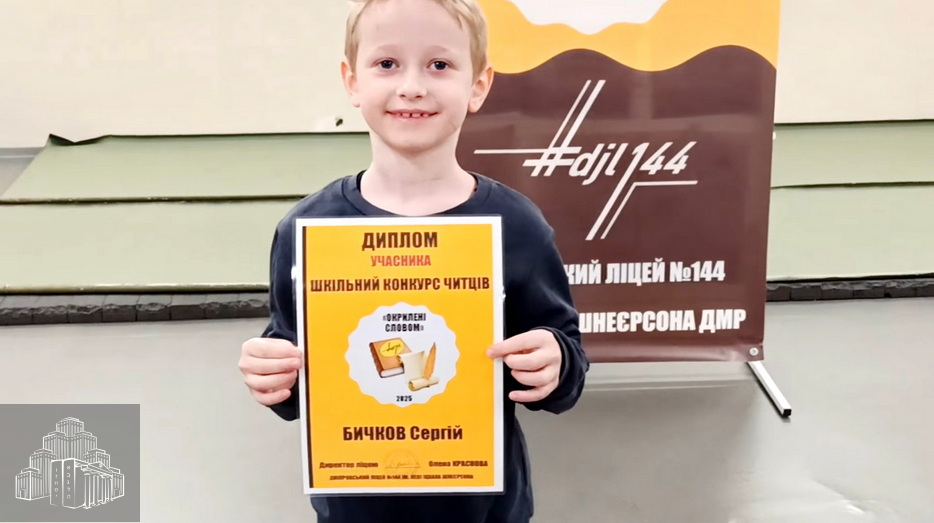 #djl144
КИЙ ЛІЦЕЙ №144
ШНЕЄРСОНА ДМР
ДИПЛОМ
УЧАСНИКА
ШКІЛЬНИЙ КОНКУРС ЧИТЦІВ
«ОКРИЛЕНІ
СЛОВОМ»
2025
БИЧКОВ Сергій
Директор ліцею Олена КРАСНОВА